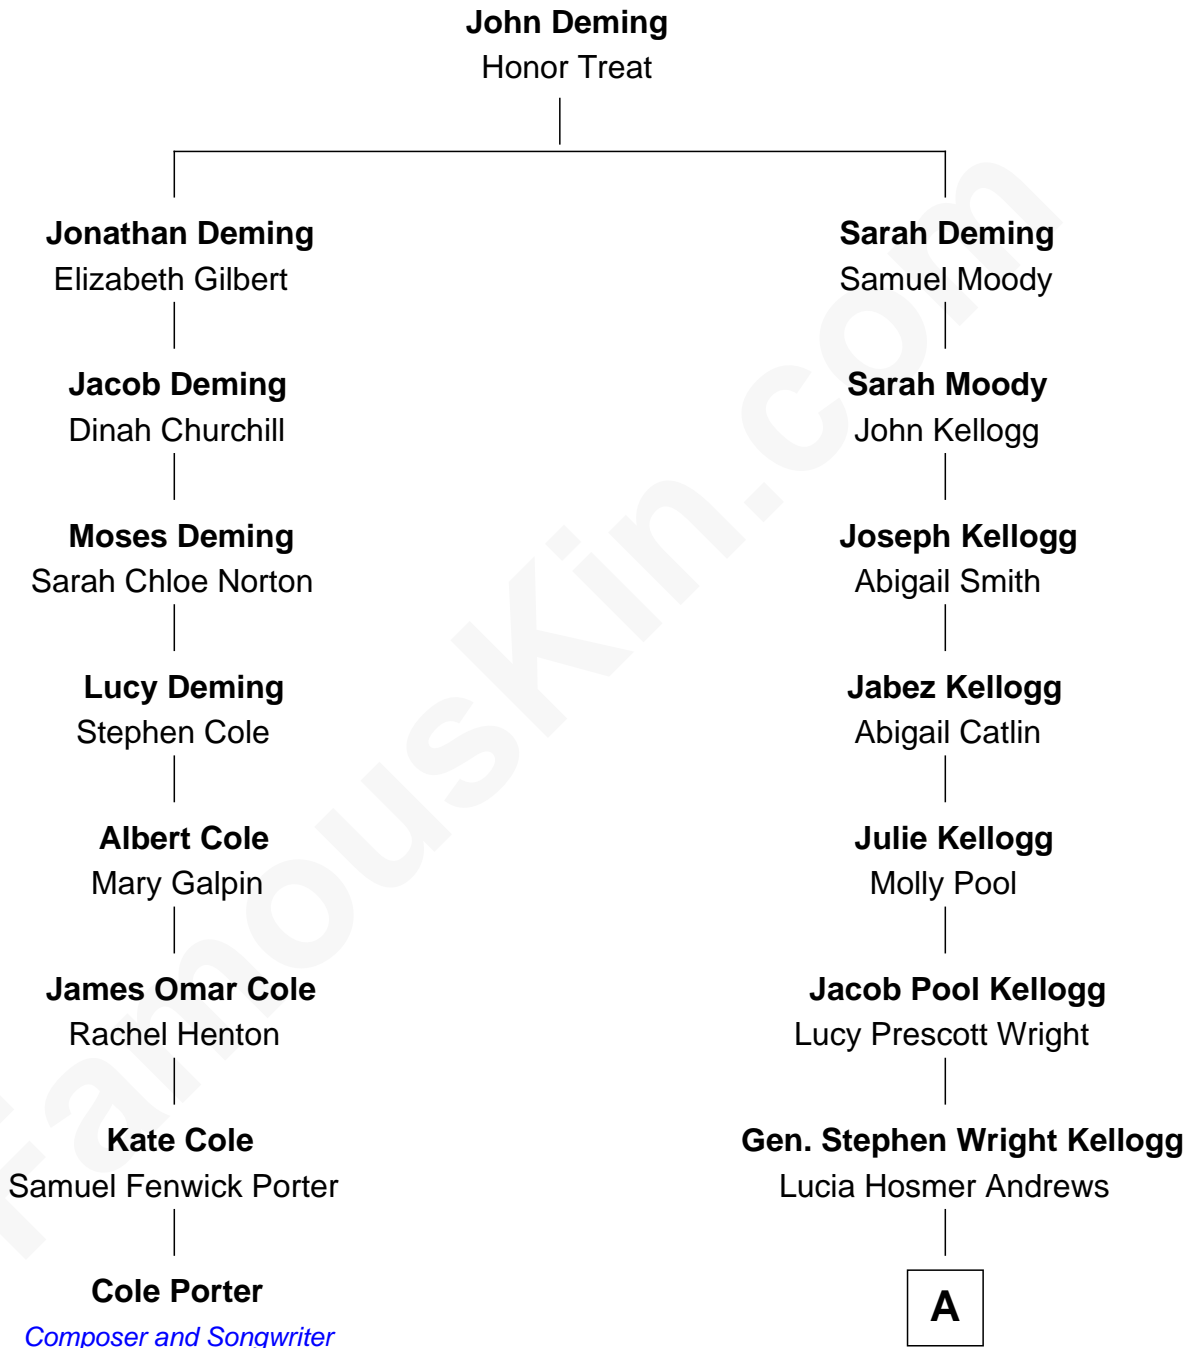 John Deming
Honor Treat
Jonathan Deming
Elizabeth Gilbert
Sarah Deming
Samuel Moody
Jacob Deming
Dinah Churchill
Sarah Moody
John Kellogg
Moses Deming
Sarah Chloe Norton
Joseph Kellogg
Abigail Smith
Lucy Deming
Stephen Cole
Jabez Kellogg
Abigail Catlin
Albert Cole
Mary Galpin
Julie Kellogg
Molly Pool
James Omar Cole
Rachel Henton
Jacob Pool Kellogg
Lucy Prescott Wright
Kate Cole
Samuel Fenwick Porter
Gen. Stephen Wright Kellogg
Lucia Hosmer Andrews
Cole Porter
Composer and Songwriter
A
FamousKin.com